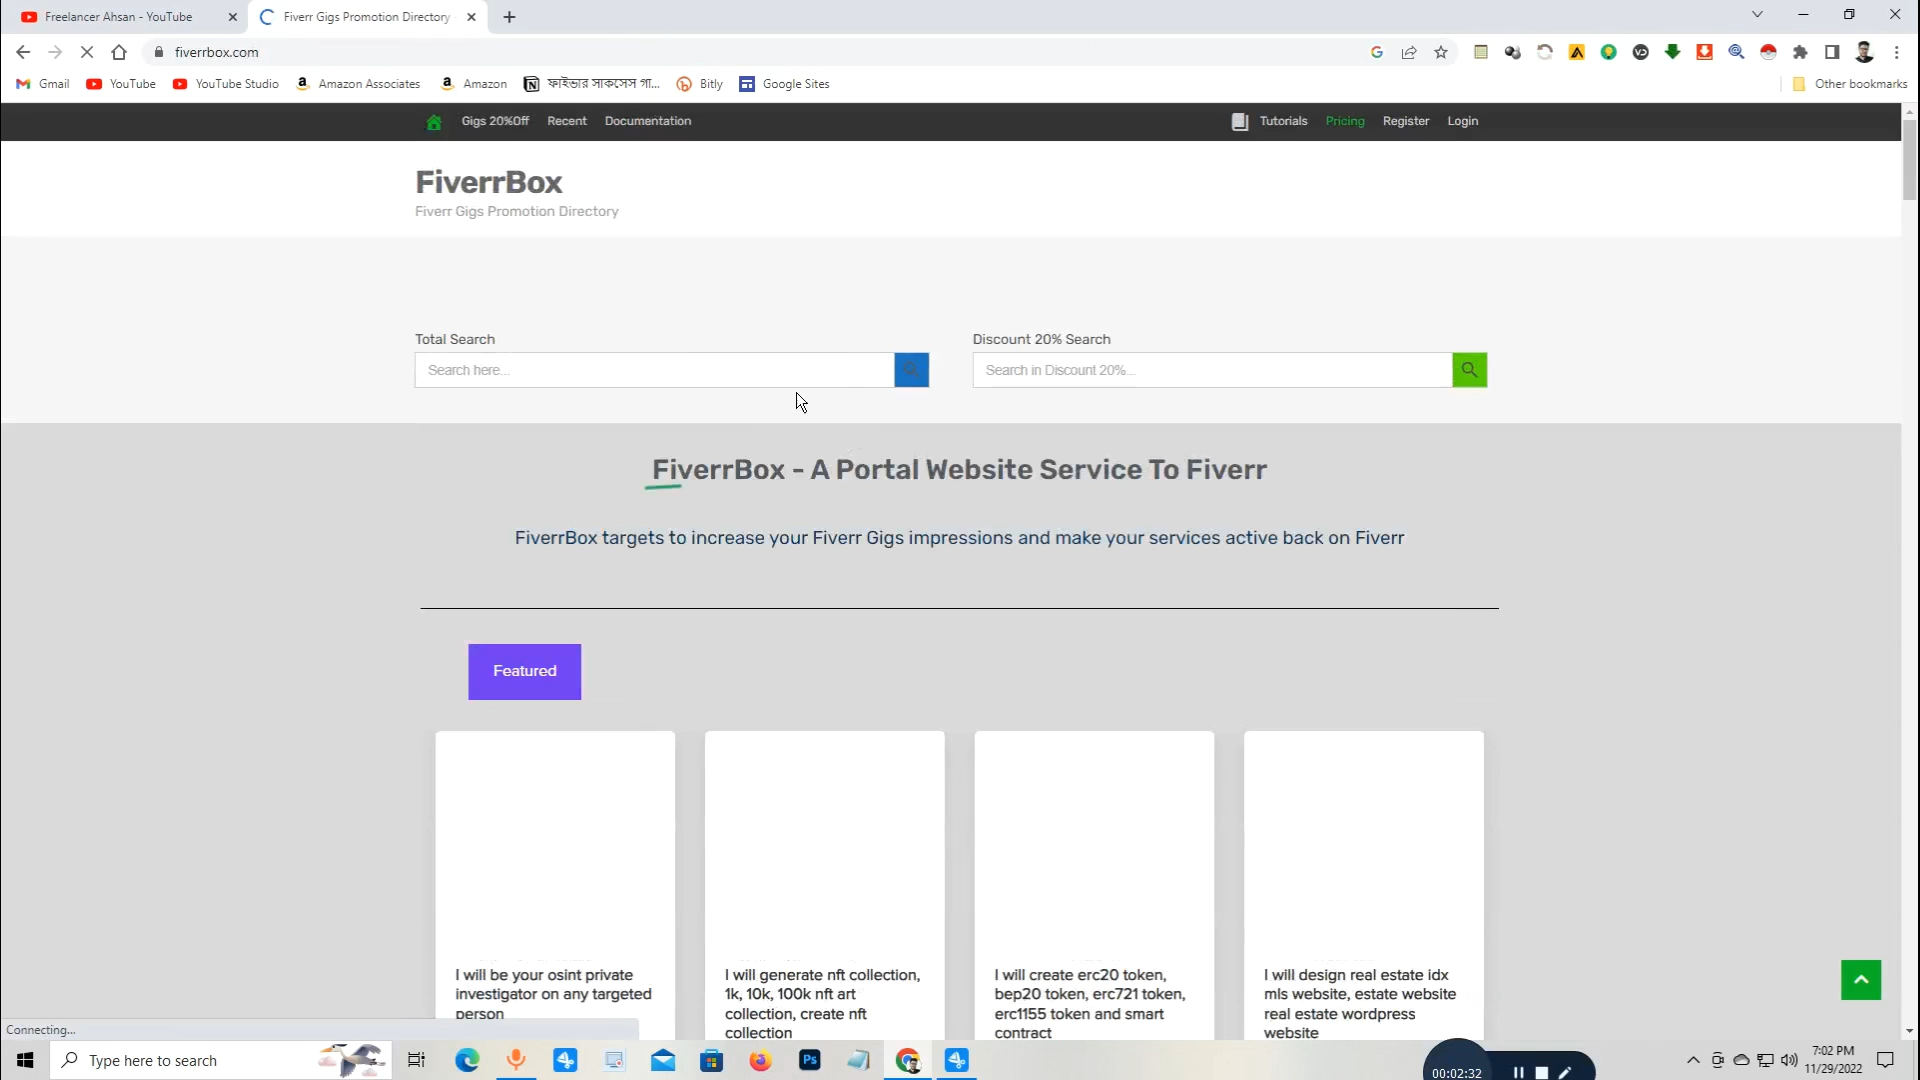 Freelancer Ahsan - YouTube
Fiverr Gigs Promotion Directory
fiverrbox.com
Gmail
YouTube
YouTube Studio
Amazon Associates
Amazon
ফাইভার সাকসেস গা...
Bitly
Google Sites
Other bookmarks
Gigs 20%Off
Recent
Documentation
Tutorials
Pricing
Register
Login
FiverrBox
Fiverr Gigs Promotion Directory
Total Search
Discount 20% Search
Search here...
Search in Discount 20%...
FiverrBox - A Portal Website Service To Fiverr
FiverrBox targets to increase your Fiverr Gigs impressions and make your services active back on Fiverr
Featured
I will be your osint private
investigator on any targeted
person
I will generate nft collection,
1k, 10k, 100k nft art
collection, create nft
collection
I will create erc20 token,
bep20 token, erc721 token,
erc1155 token and smart
contract
I will design real estate idx
mls website, estate website
real estate wordpress
website
Connecting...
Type here to search
Ps
00:02:32
7:02 PM
11/29/2022